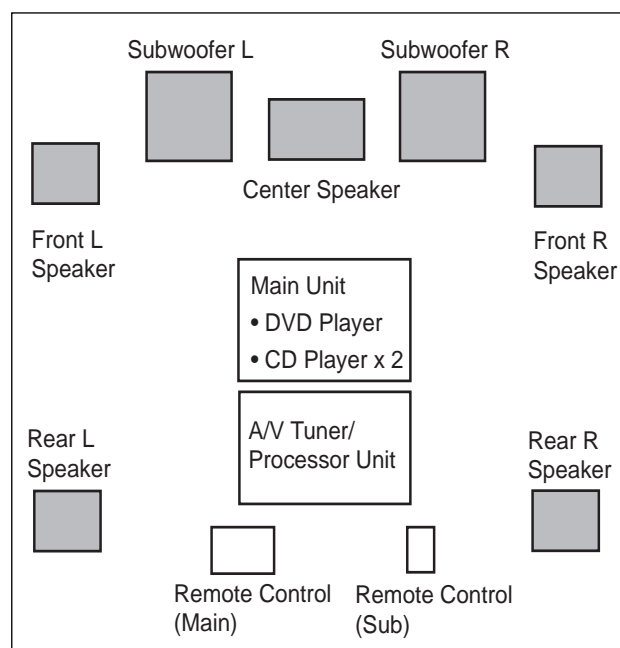 Subwoofer L
Subwoofer R
Center Speaker
Front L
Speaker
Front R
Speaker
Main Unit
• DVD Player
• CD Player x 2
A/V Tuner/
Processor Unit
Rear L
Speaker
Rear R
Speaker
Remote Control
(Main)
Remote Control
(Sub)